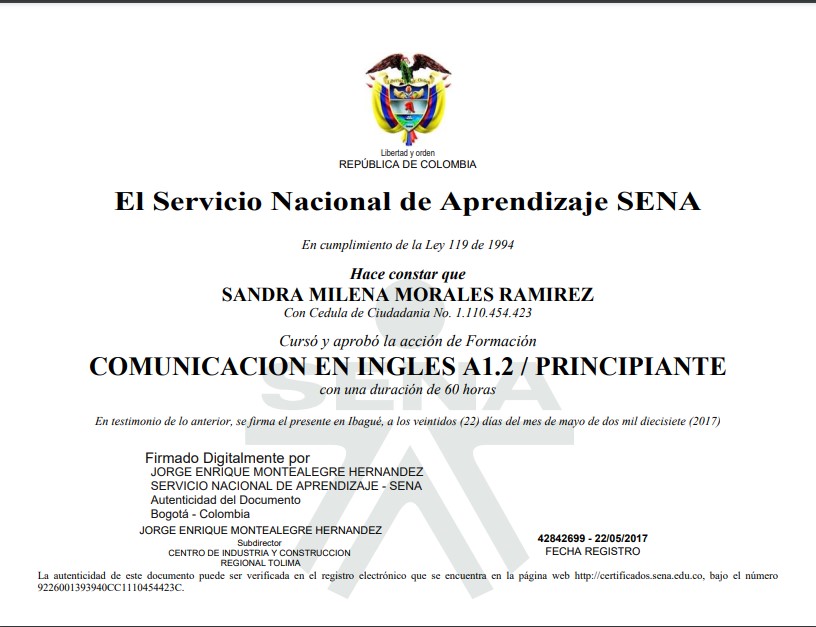 Libertad y orden
REPÚBLICA DE COLOMBIA
El Servicio Nacional de Aprendizaje SENA
En cumplimiento de la Ley 119 de 1994
Hace constar que
SANDRA MILENA MORALES RAMIREZ
Con Cedula de Ciudadania No. 1.110.454.423
Cursó y aprobó la acción de Formación
COMUNICACION EN INGLES A1.2 / PRINCIPIANTE
con una duración de 60 horas
SENA
En testimonio de lo anterior, se firma el presente en Ibagué, a los veintidos (22) días del mes de mayo de dos mil diecisiete (2017)
Firmado Digitalmente por
JORGE ENRIQUE MONTEALEGRE HERNANDEZ
SERVICIO NACIONAL DE APRENDIZAJE - SENA
Autenticidad del Documento
Bogotá - Colombia
JORGE ENRIQUE MONTEALEGRE HERNANDEZ
Subdirector
CENTRO DE INDUSTRIA Y CONSTRUCCION
REGIONAL TOLIMA
42842699 - 22/05/2017
FECHA REGISTRO
La autenticidad de este documento puede ser verificada en el registro electrónico que se encuentra en la página web http://certificados.sena.edu.co, bajo el número
9226001393940CC1110454423C.